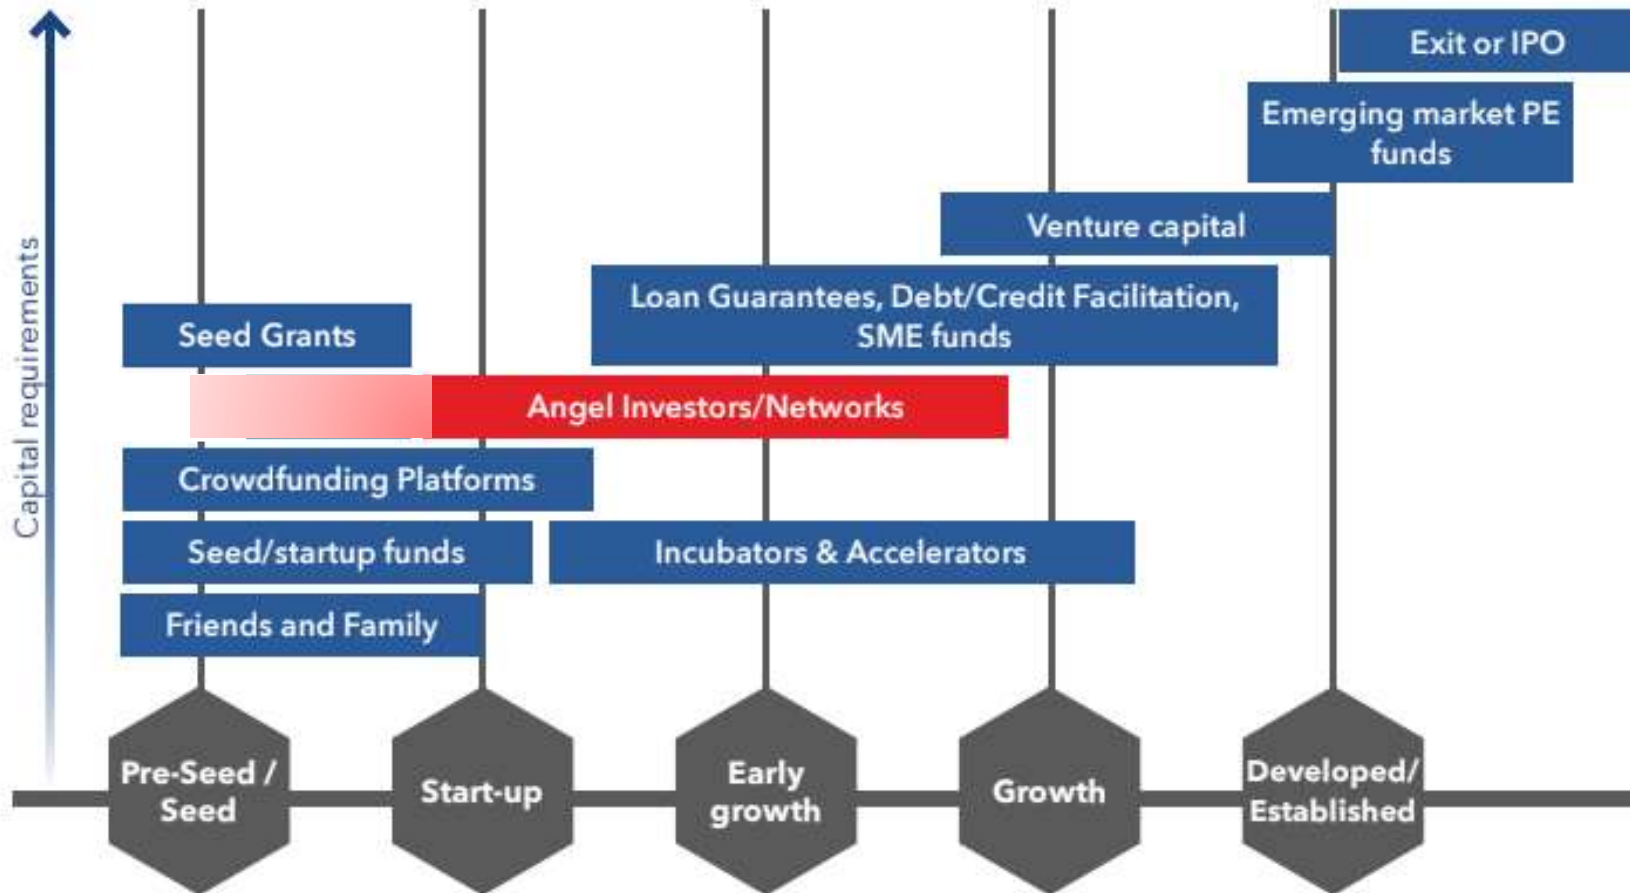 Exit or IPO
Emerging market PE
funds
Venture capital
Loan Guarantees, Debt/Credit Facilitation,
SME funds
Seed Grants
Angel Investors/Networks
Crowdfunding Platforms
Seed/startup funds
Incubators & Accelerators
Friends and Family
Capital requirements
Pre-Seed /
Seed
Start-up
Early
growth
Growth
Developed/
Established